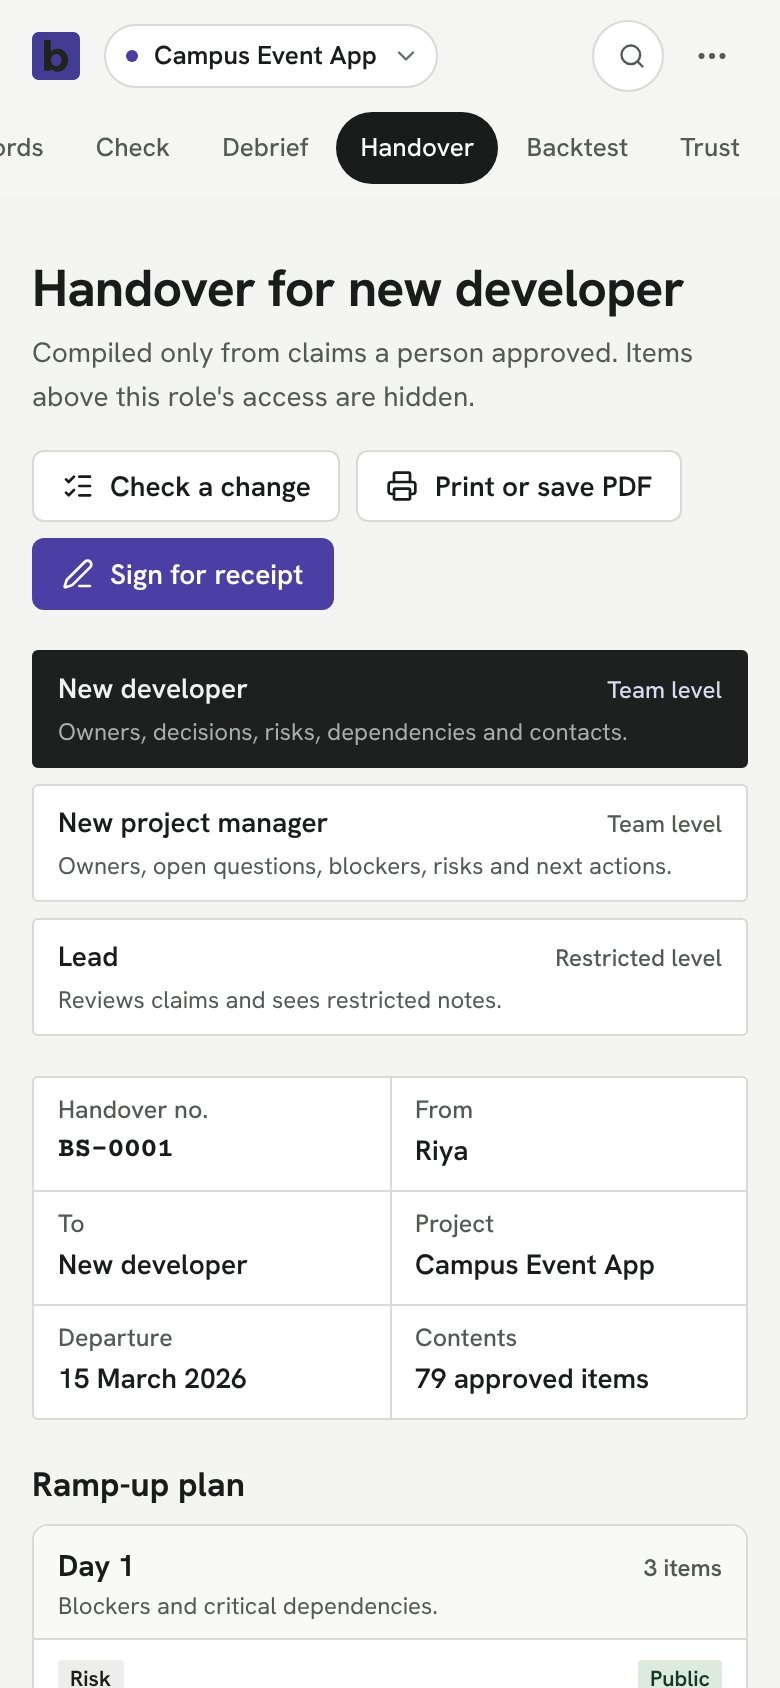 b
Campus Event App
ords
Check
Debrief
Handover
Backtest
Trust
Handover for new developer
Compiled only from claims a person approved. Items
above this role's access are hidden.
Check a change
Print or save PDF
Sign for receipt
New developer
Team level
Owners, decisions, risks, dependencies and contacts.
New project manager
Team level
Owners, open questions, blockers, risks and next actions.
Lead
Restricted level
Reviews claims and sees restricted notes.
Handover no.
BS-0001
From
Riya
To
New developer
Project
Campus Event App
Departure
15 March 2026
Contents
79 approved items
Ramp-up plan
Day 1
3 items
Blockers and critical dependencies.
Risk
Public